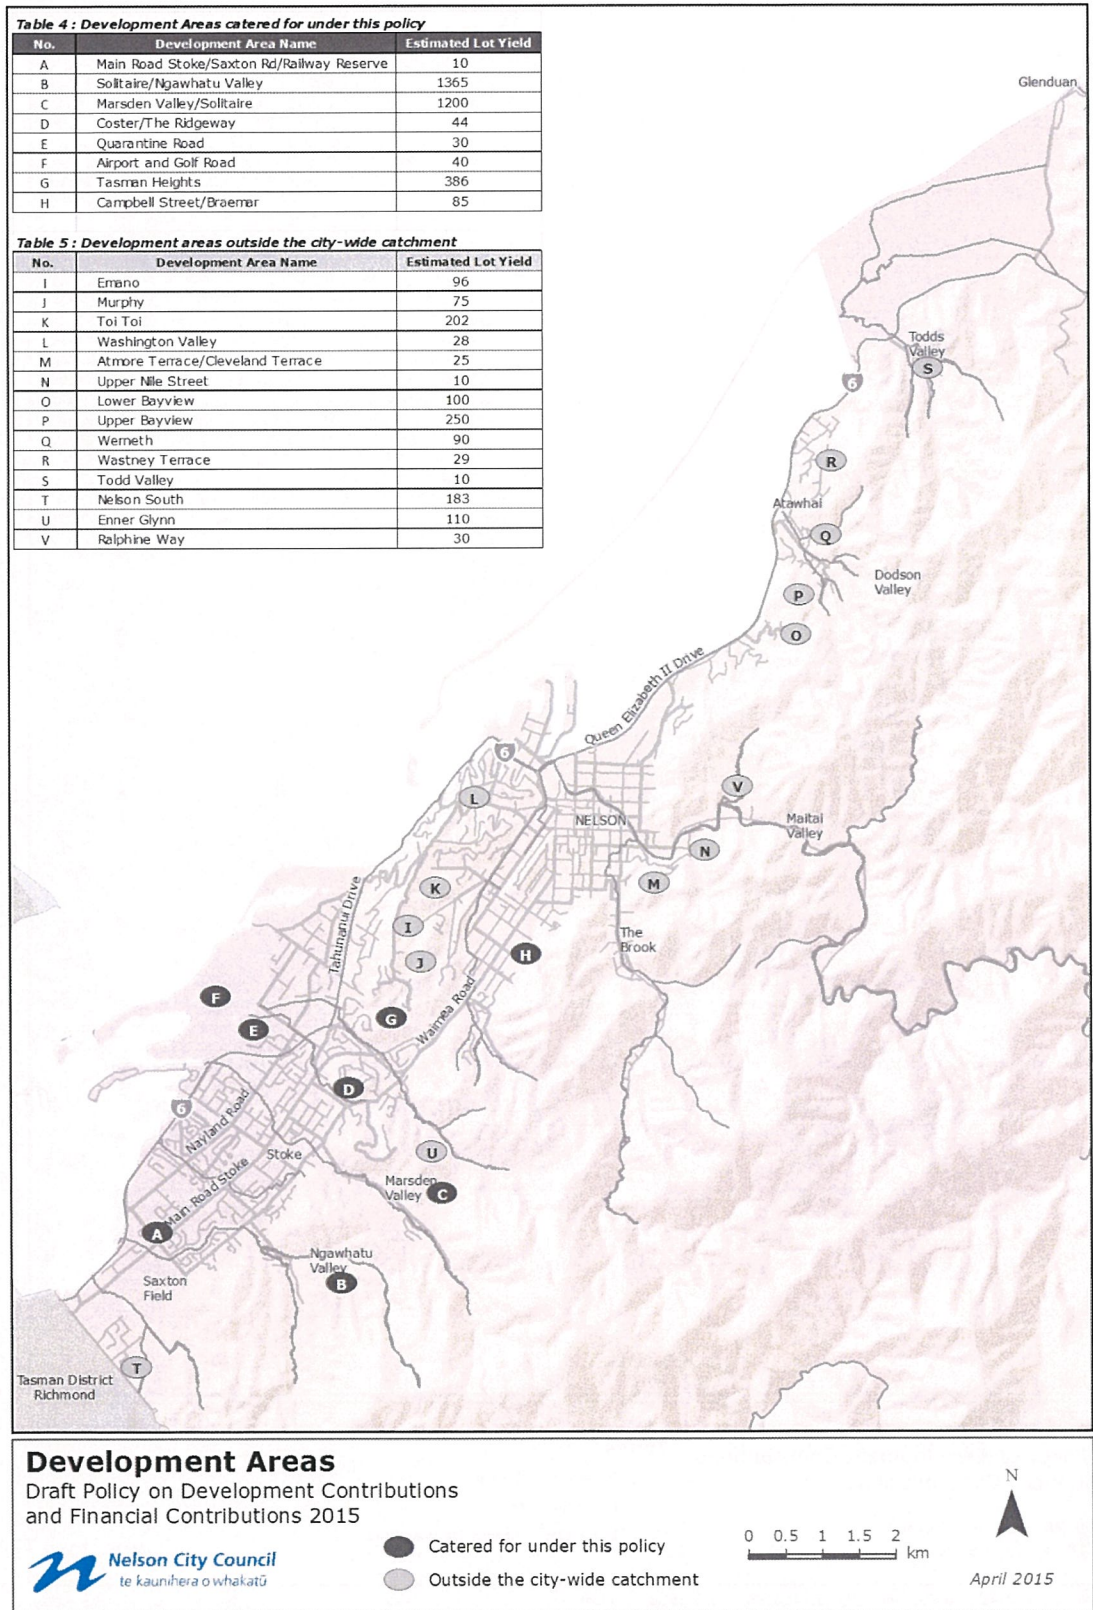 Table 4 : Development Areas catered for under this policy
No. Development Area Name Estimated Lot Yield
A Main Road Stoke/Saxton Rd/Railway Reserve 10
B Solitaire/Ngawhatu Valley 1365
C Marsden Valley/Solitaire 1200
D Coster/The Ridgeway 44
E Quarantine Road 30
F Airport and Golf Road 40
G Tasman Heights 386
H Campbell Street/Braemar 85
Table 5 : Development areas outside the city-wide catchment
No. Development Area Name Estimated Lot Yield
I Emano 96
J Murphy 75
K Toi Toi 202
L Washington Valley 28
M Atmore Terrace/Cleveland Terrace 25
N Upper Nile Street 10
O Lower Bayview 100
P Upper Bayview 250
Q Werneth 90
R Wastney Terrace 29
S Todd Valley 10
T Nelson South 183
U Enner Glynn 110
V Ralphine Way 30
Glenduan
Todds
Valley
S
6
R
Atawhai
Q
Dodson
Valley
P
O
Queen Elizabeth II Drive
6
L
V
NELSON
Maitai
Valley
N
M
K
I
Tahunanui Drive
The
Brook
H
J
F
G
Waimea Road
E
D
6
Nayland Road
Stoke
U
Marsden
Valley
C
Main Road Stoke
A
Ngawhatu
Valley
B
Saxton
Field
T
Tasman District
Richmond
Development Areas
Draft Policy on Development Contributions
and Financial Contributions 2015
Nelson City Council
te kaunihera o whakatū
Catered for under this policy
Outside the city-wide catchment
0 0.5 1 1.5 2
km
N
April 2015